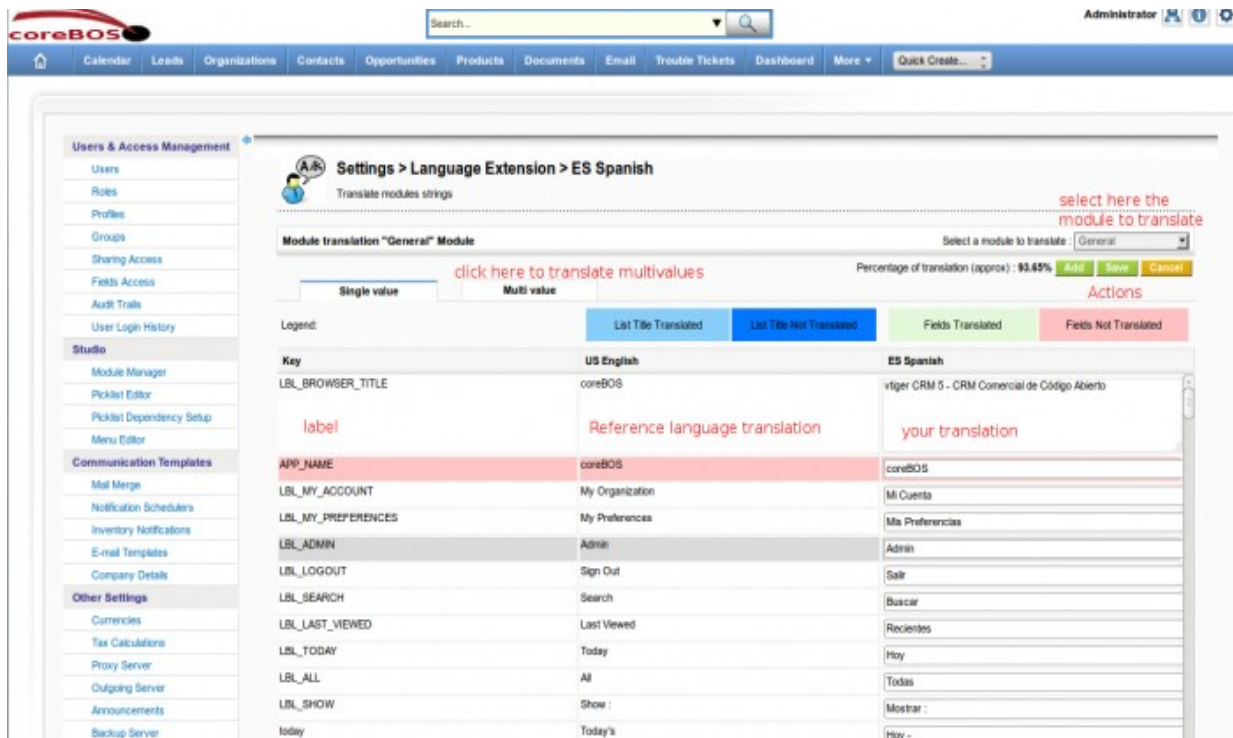 coreBOS
Search...
Administrator
Calendar Leads Organizations Contacts Opportunities Products Documents Email Trouble Tickets Dashboard More Quick Create...
Users & Access Management
Users
Roles
Profiles
Groups
Sharing Access
Fields Access
Audit Trails
User Login History
Studio
Module Manager
Picklist Editor
Picklist Dependency Setup
Menu Editor
Communication Templates
Mail Merge
Notification Schedulers
Inventory Notifications
E-mail Templates
Company Details
Other Settings
Currencies
Tax Calculations
Proxy Server
Outgoing Server
Announcements
Backup Server
Settings > Language Extension > ES Spanish
Translate modules strings
select here the
module to translate
Module translation "General" Module
Select a module to translate : General
click here to translate multivalues
Percentage of translation (approx) : 93.65% Add Save Cancel
Actions
Single value Multi value
Legend: List Title Translated List Title Not Translated Fields Translated Fields Not Translated
Key US English ES Spanish
LBL_BROWSER_TITLE coreBOS vtiger CRM 5 - CRM Comercial de Código Abierto
label Reference language translation your translation
APP_NAME coreBOS coreBOS
LBL_MY_ACCOUNT My Organization Mi Cuenta
LBL_MY_PREFERENCES My Preferences Mis Preferencias
LBL_ADMIN Admin Admin
LBL_LOGOUT Sign Out Salir
LBL_SEARCH Search Buscar
LBL_LAST_VIEWED Last Viewed Recientes
LBL_TODAY Today Hoy
LBL_ALL All Todas
LBL_SHOW Show : Mostrar :
today Today's Hoy -